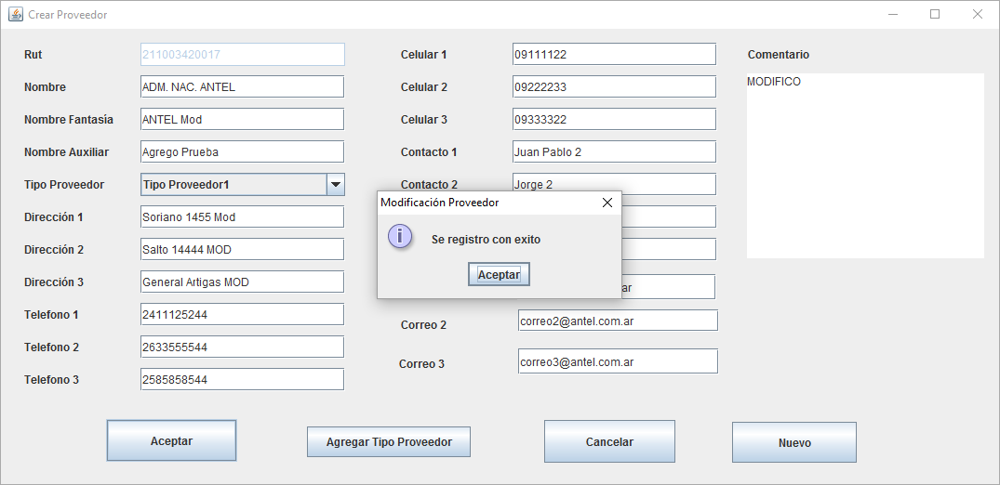 Crear Proveedor
Rut 211003420017
Nombre ADM. NAC. ANTEL
Nombre Fantasía ANTEL Mod
Nombre Auxiliar Agrego Prueba
Tipo Proveedor Tipo Proveedor1
Dirección 1 Soriano 1455 Mod
Dirección 2 Salto 14444 MOD
Dirección 3 General Artigas MOD
Telefono 1 2411125244
Telefono 2 2633555544
Telefono 3 2585858544
Celular 1 09111122
Celular 2 09222233
Celular 3 09333322
Contacto 1 Juan Pablo 2
Contacto 2 Jorge 2
ar
Correo 2 correo2@antel.com.ar
Correo 3 correo3@antel.com.ar
Comentario
MODIFICO
Modificación Proveedor
Se registro con exito
Aceptar
Aceptar
Agregar Tipo Proveedor
Cancelar
Nuevo